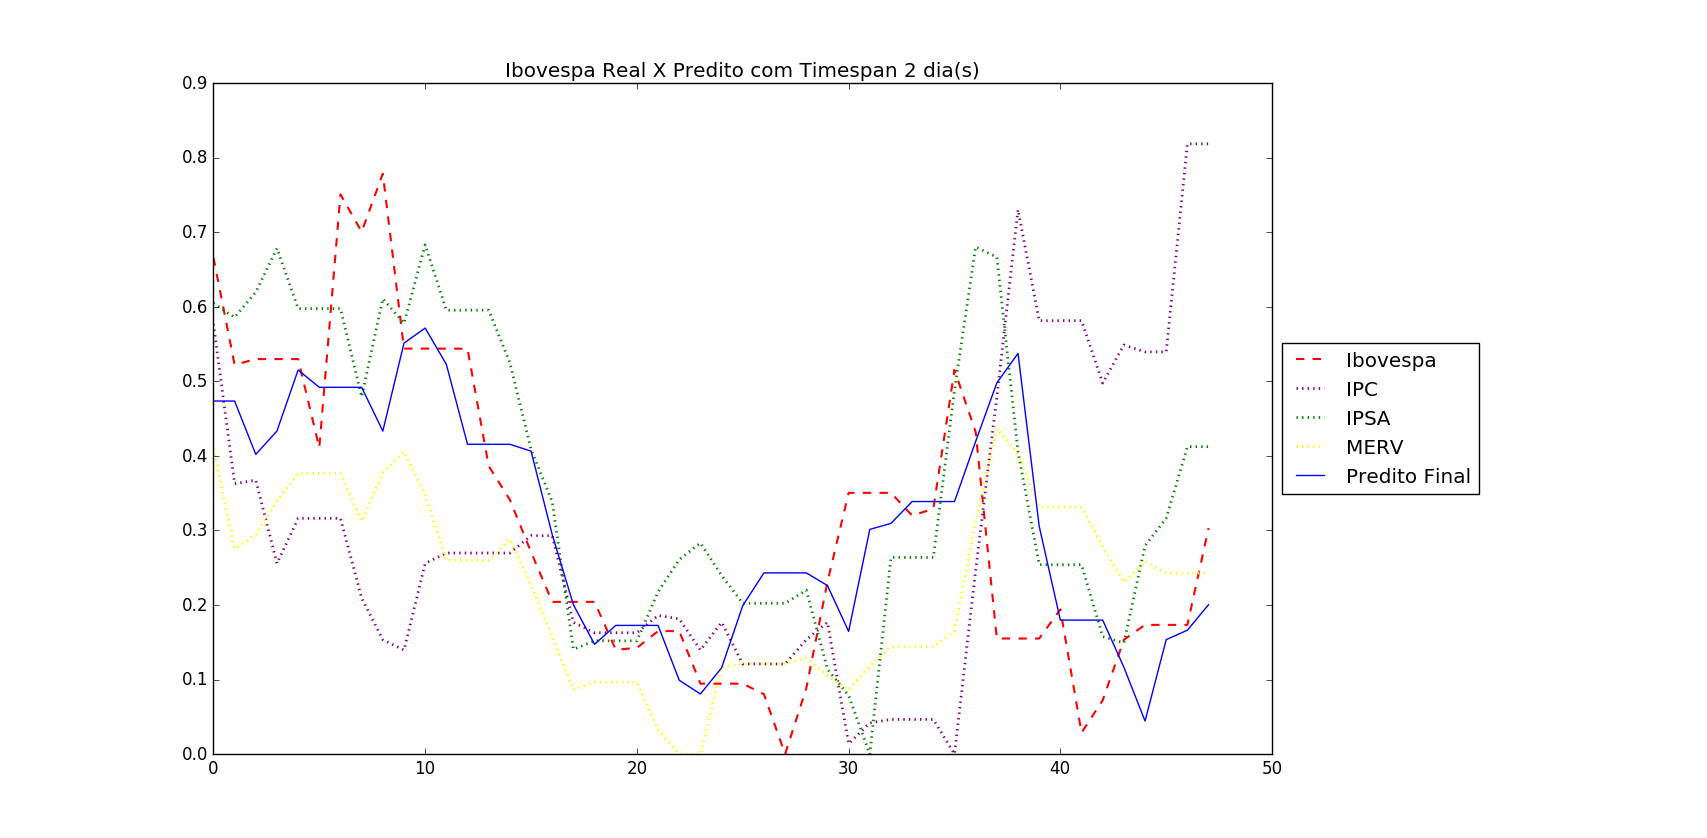 Ibovespa Real X Predito com Timespan 2 dia(s)
0.9
0.8
0.7
0.6
0.5
0.4
0.3
0.2
0.1
0.0
0 10 20 30 40 50
Ibovespa
IPC
IPSA
MERV
Predito Final